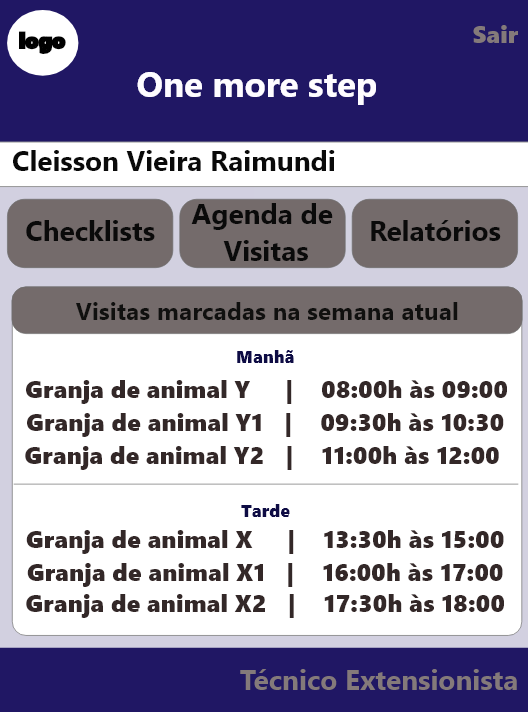 logo
Sair
One more step
Cleisson Vieira Raimundi
Checklists
Agenda de
Visitas
Relatórios
Visitas marcadas na semana atual
Manhã
Granja de animal Y | 08:00h às 09:00
Granja de animal Y1 | 09:30h às 10:30
Granja de animal Y2 | 11:00h às 12:00
Tarde
Granja de animal X | 13:30h às 15:00
Granja de animal X1 | 16:00h às 17:00
Granja de animal X2 | 17:30h às 18:00
Técnico Extensionista